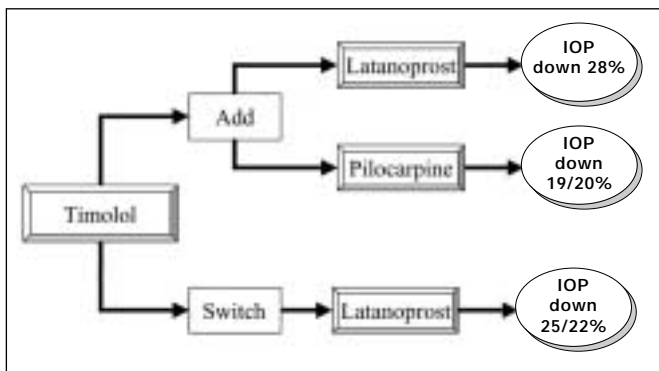 Latanoprost
IOP
down 28%
Add
Pilocarpine
IOP
down
19/20%
Timolol
Switch
Latanoprost
IOP
down
25/22%